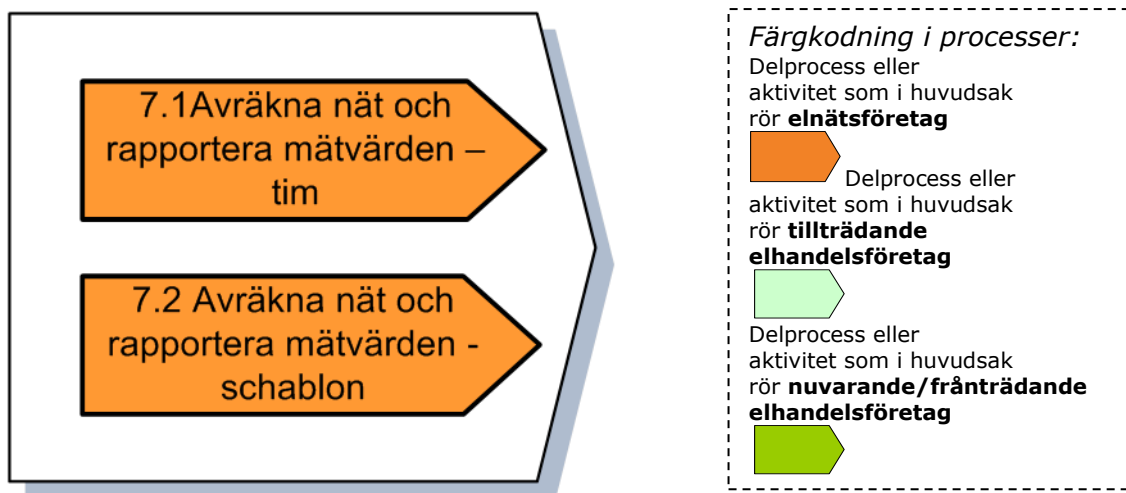 7.1Avräkna nät och
rapportera mätvärden –
tim
7.2 Avräkna nät och
rapportera mätvärden -
schablon
Färgkodning i processer:
Delprocess eller
aktivitet som i huvudsak
rör elnätsföretag
Delprocess eller
aktivitet som i huvudsak
rör tillträdande
elhandelsföretag
Delprocess eller
aktivitet som i huvudsak
rör nuvarande/frånträdande
elhandelsföretag